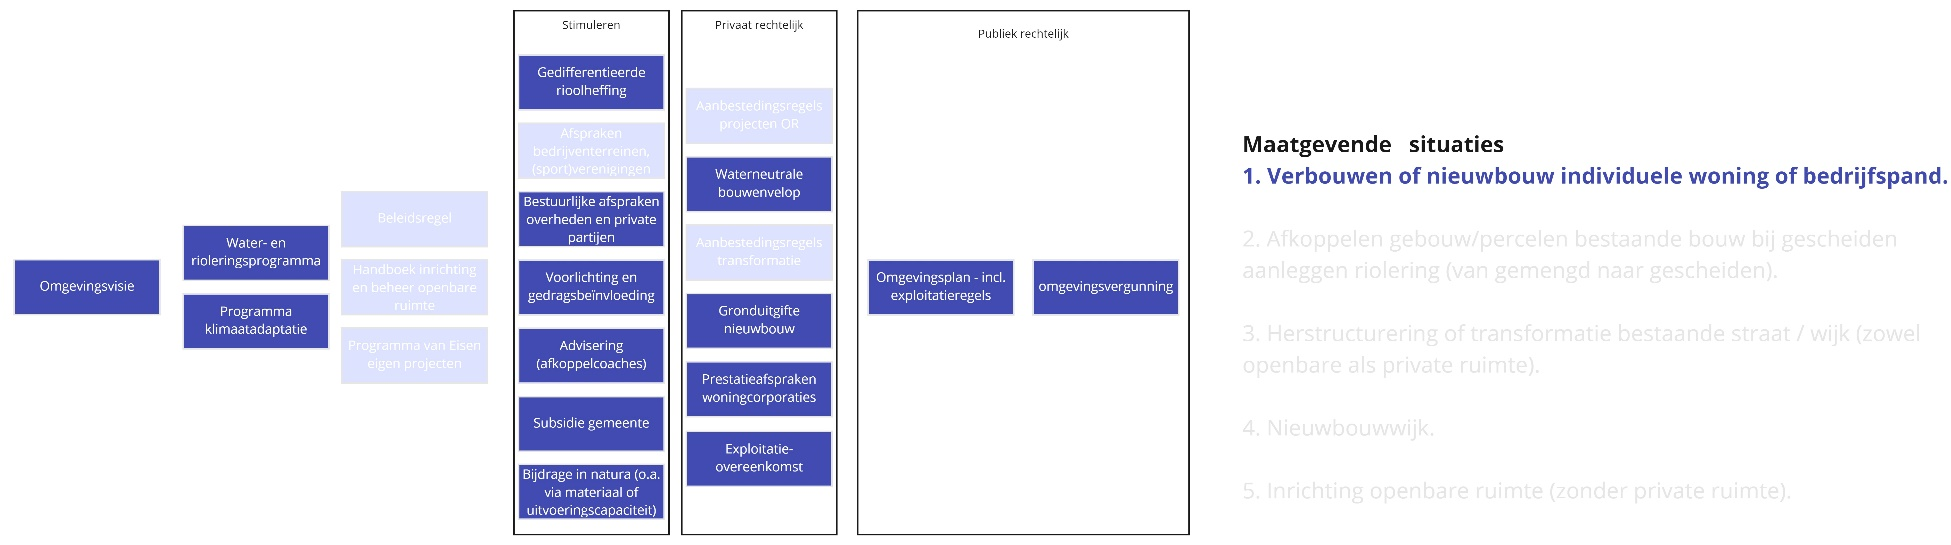 Omgevingsvisie
Water- en
rioleringsprogramma
Programma
klimaatadaptatie
Beleidsregel
Handboek inrichting
en beheer openbare
ruimte
Programma van Eisen
eigen projecten
Stimuleren
Gedifferentieerde
rioolheffing
Afspraken
bedrijventerreinen,
(sport)verenigingen
Bestuurlijke afspraken
overheden en private
partijen
Voorlichting en
gedragsbeïnvloeding
Advisering
(afkoppelcoaches)
Subsidie gemeente
Bijdrage in natura (o.a.
via materiaal of
uitvoeringscapaciteit)
Privaat rechtelijk
Aanbestedingsregels
projecten OR
Waterneutrale
bouwenvelop
Aanbestedingsregels
transformatie
Gronduitgifte
nieuwbouw
Prestatieafspraken
woningcorporaties
Exploitatie-
overeenkomst
Publiek rechtelijk
Omgevingsplan - incl.
exploitatieregels
omgevingsvergunning
Maatgevende situaties
1. Verbouwen of nieuwbouw individuele woning of bedrijfspand.
2. Afkoppelen gebouw/percelen bestaande bouw bij gescheiden
aanleggen riolering (van gemengd naar gescheiden).
3. Herstructurering of transformatie bestaande straat / wijk (zowel
openbare als private ruimte).
4. Nieuwbouwwijk.
5. Inrichting openbare ruimte (zonder private ruimte).